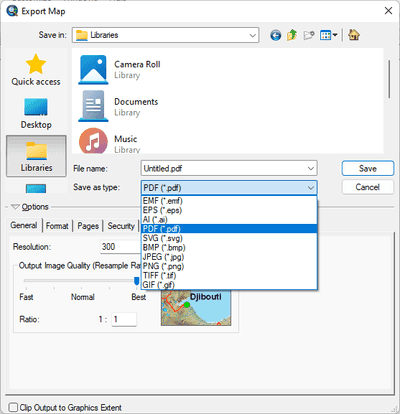 Export Map
Save in:
Libraries
Quick access
Desktop
Libraries
Camera Roll
Library
Documents
Library
Music
Library
File name:
Untitled.pdf
Save
Save as type:
PDF (*.pdf)
Cancel
EMF (*.emf)
EPS (*.eps)
AI (*.ai)
PDF (*.pdf)
SVG (*.svg)
BMP (*.bmp)
JPEG (*.jpg)
PNG (*.png)
TIFF (*.tif)
GIF (*.gif)
Options
General
Format
Pages
Security
Resolution:
300
Output Image Quality (Resample Ra
Fast
Normal
Best
Ratio:
1 :
1
Djibouti
Clip Output to Graphics Extent